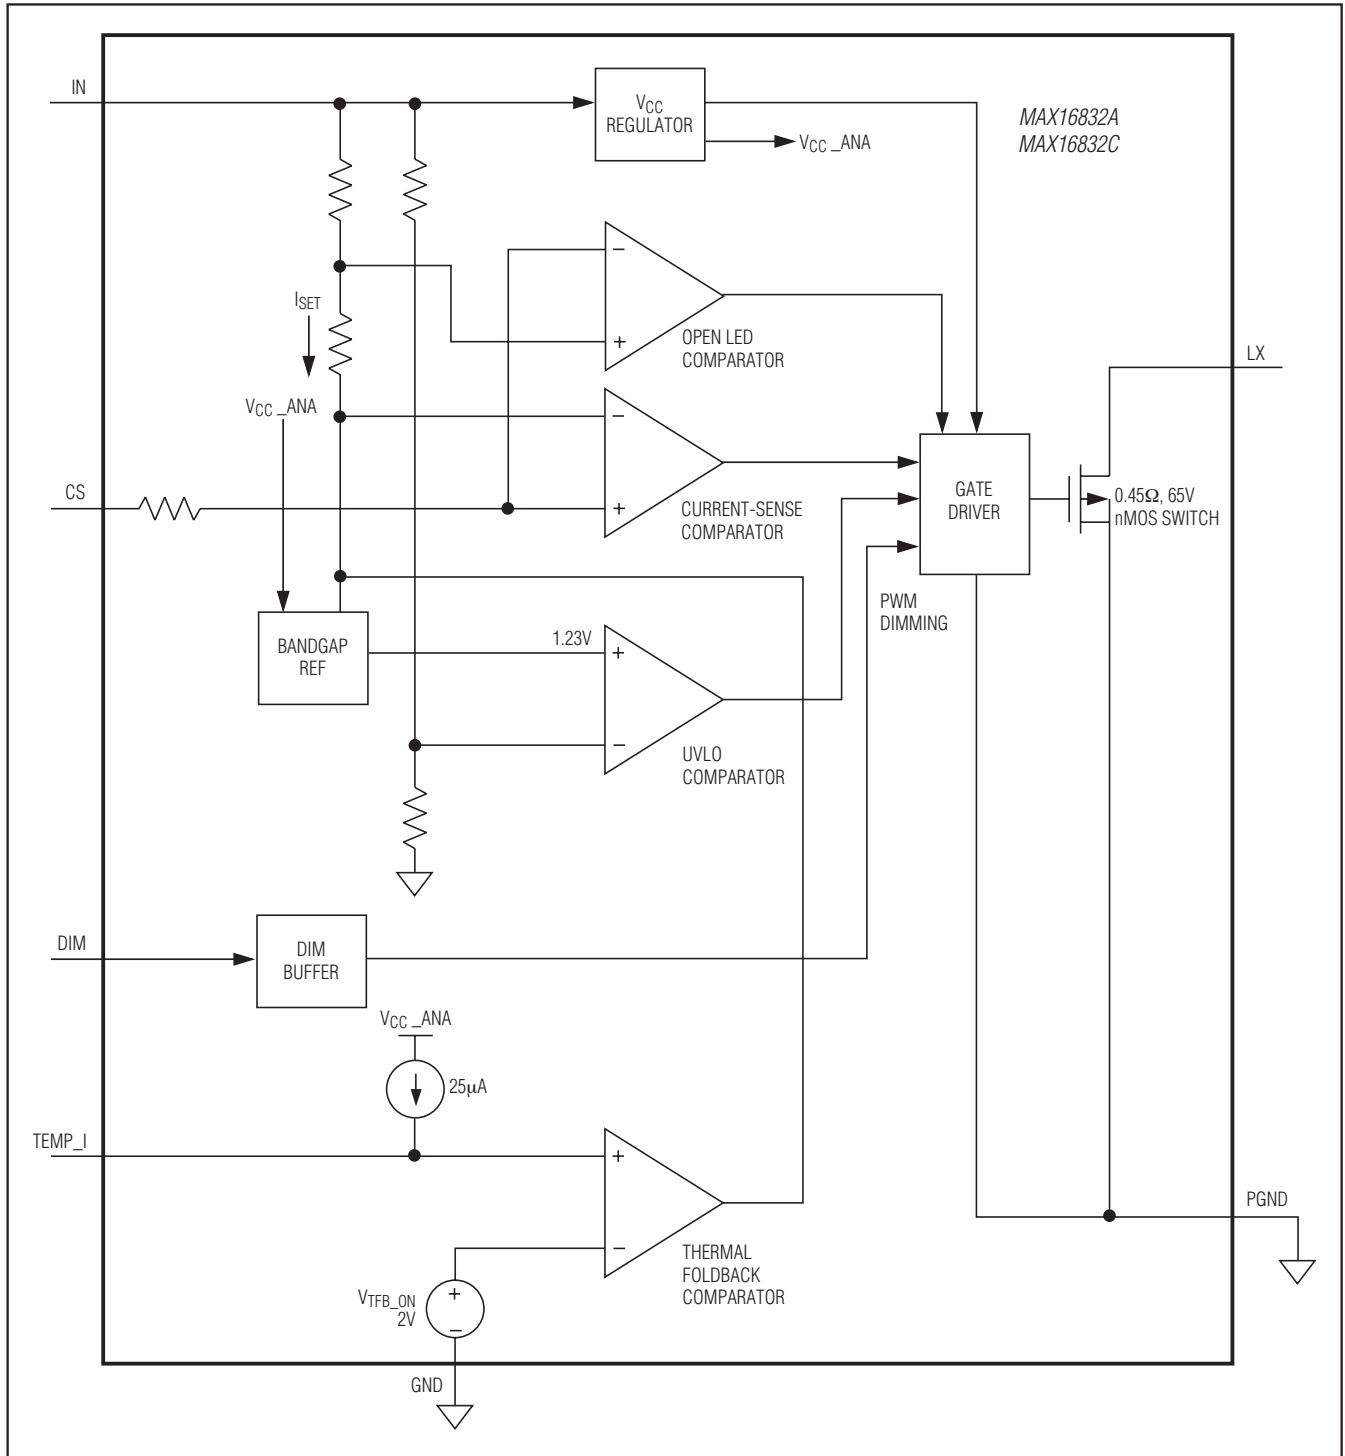 IN
VCC
REGULATOR
VCC _ANA
MAX16832A
MAX16832C
−
+
OPEN LED
COMPARATOR
ISET
VCC _ANA
−
+
CURRENT-SENSE
COMPARATOR
CS
LX
GATE
DRIVER
0.45Ω, 65V
nMOS SWITCH
PWM
DIMMING
BANDGAP
REF
1.23V
+
−
UVLO
COMPARATOR
DIM
DIM
BUFFER
VCC _ANA
25µA
TEMP_I
+
−
THERMAL
FOLDBACK
COMPARATOR
VTFB_ON
2V
+
−
GND
PGND